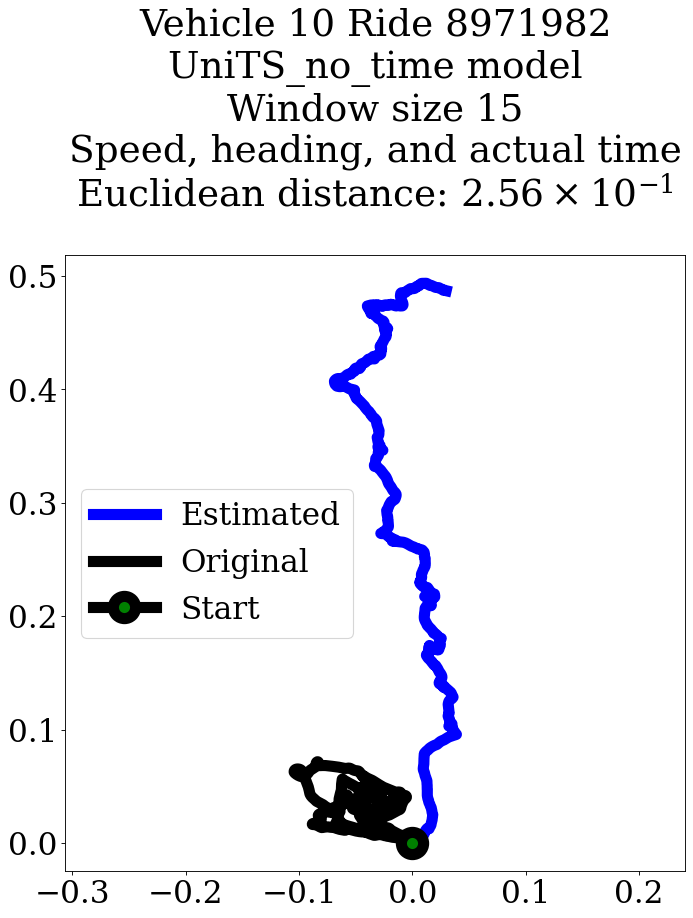 Vehicle 10 Ride 8971982
UniTS_no_time model
Window size 15
Speed, heading, and actual time
Euclidean distance: 2.56 × 10⁻¹
0.5
0.4
0.3
0.2
0.1
0.0
Estimated
Original
Start
−0.3 −0.2 −0.1 0.0 0.1 0.2